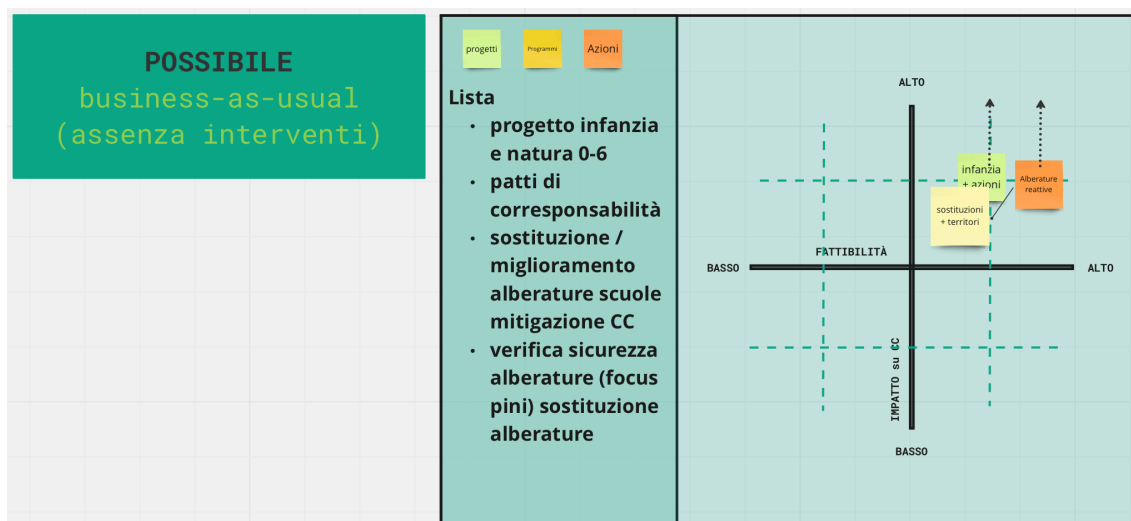 POSSIBILE
business-as-usual
(assenza interventi)
progetti
Programmi
Azioni
Lista
• progetto infanzia
e natura 0-6
• patti di
corresponsabilità
• sostituzione /
miglioramento
alberature scuole
mitigazione CC
• verifica sicurezza
alberature (focus
pini) sostituzione
alberature
ALTO
infanzia
+ azioni
Alberature
reattive
sostituzioni
+ territori
FATTIBILITÀ
BASSO
ALTO
IMPATTO su CC
BASSO